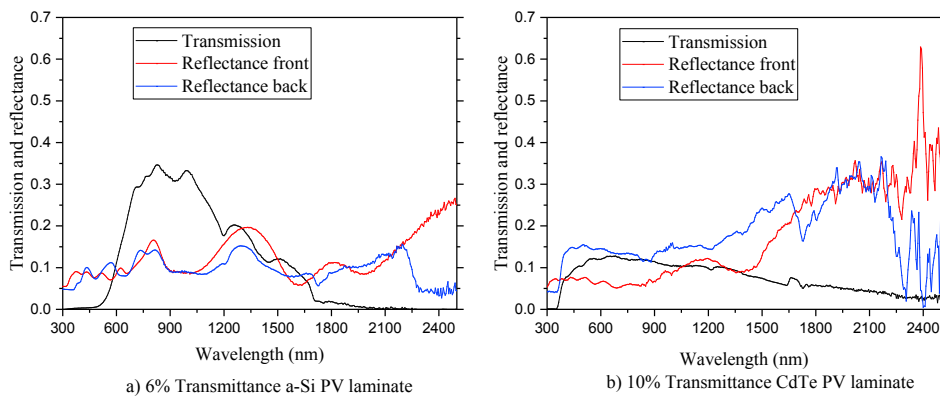 Transmission
Reflectance front
Reflectance back
Transmission and reflectance
0.7
0.6
0.5
0.4
0.3
0.2
0.1
0.0
300 600 900 1200 1500 1800 2100 2400
Wavelength (nm)
a) 6% Transmittance a-Si PV laminate
Transmission
Reflectance front
Reflectance back
Transmission and reflectance
0.7
0.6
0.5
0.4
0.3
0.2
0.1
0.0
300 600 900 1200 1500 1800 2100 2400
Wavelength (nm)
b) 10% Transmittance CdTe PV laminate